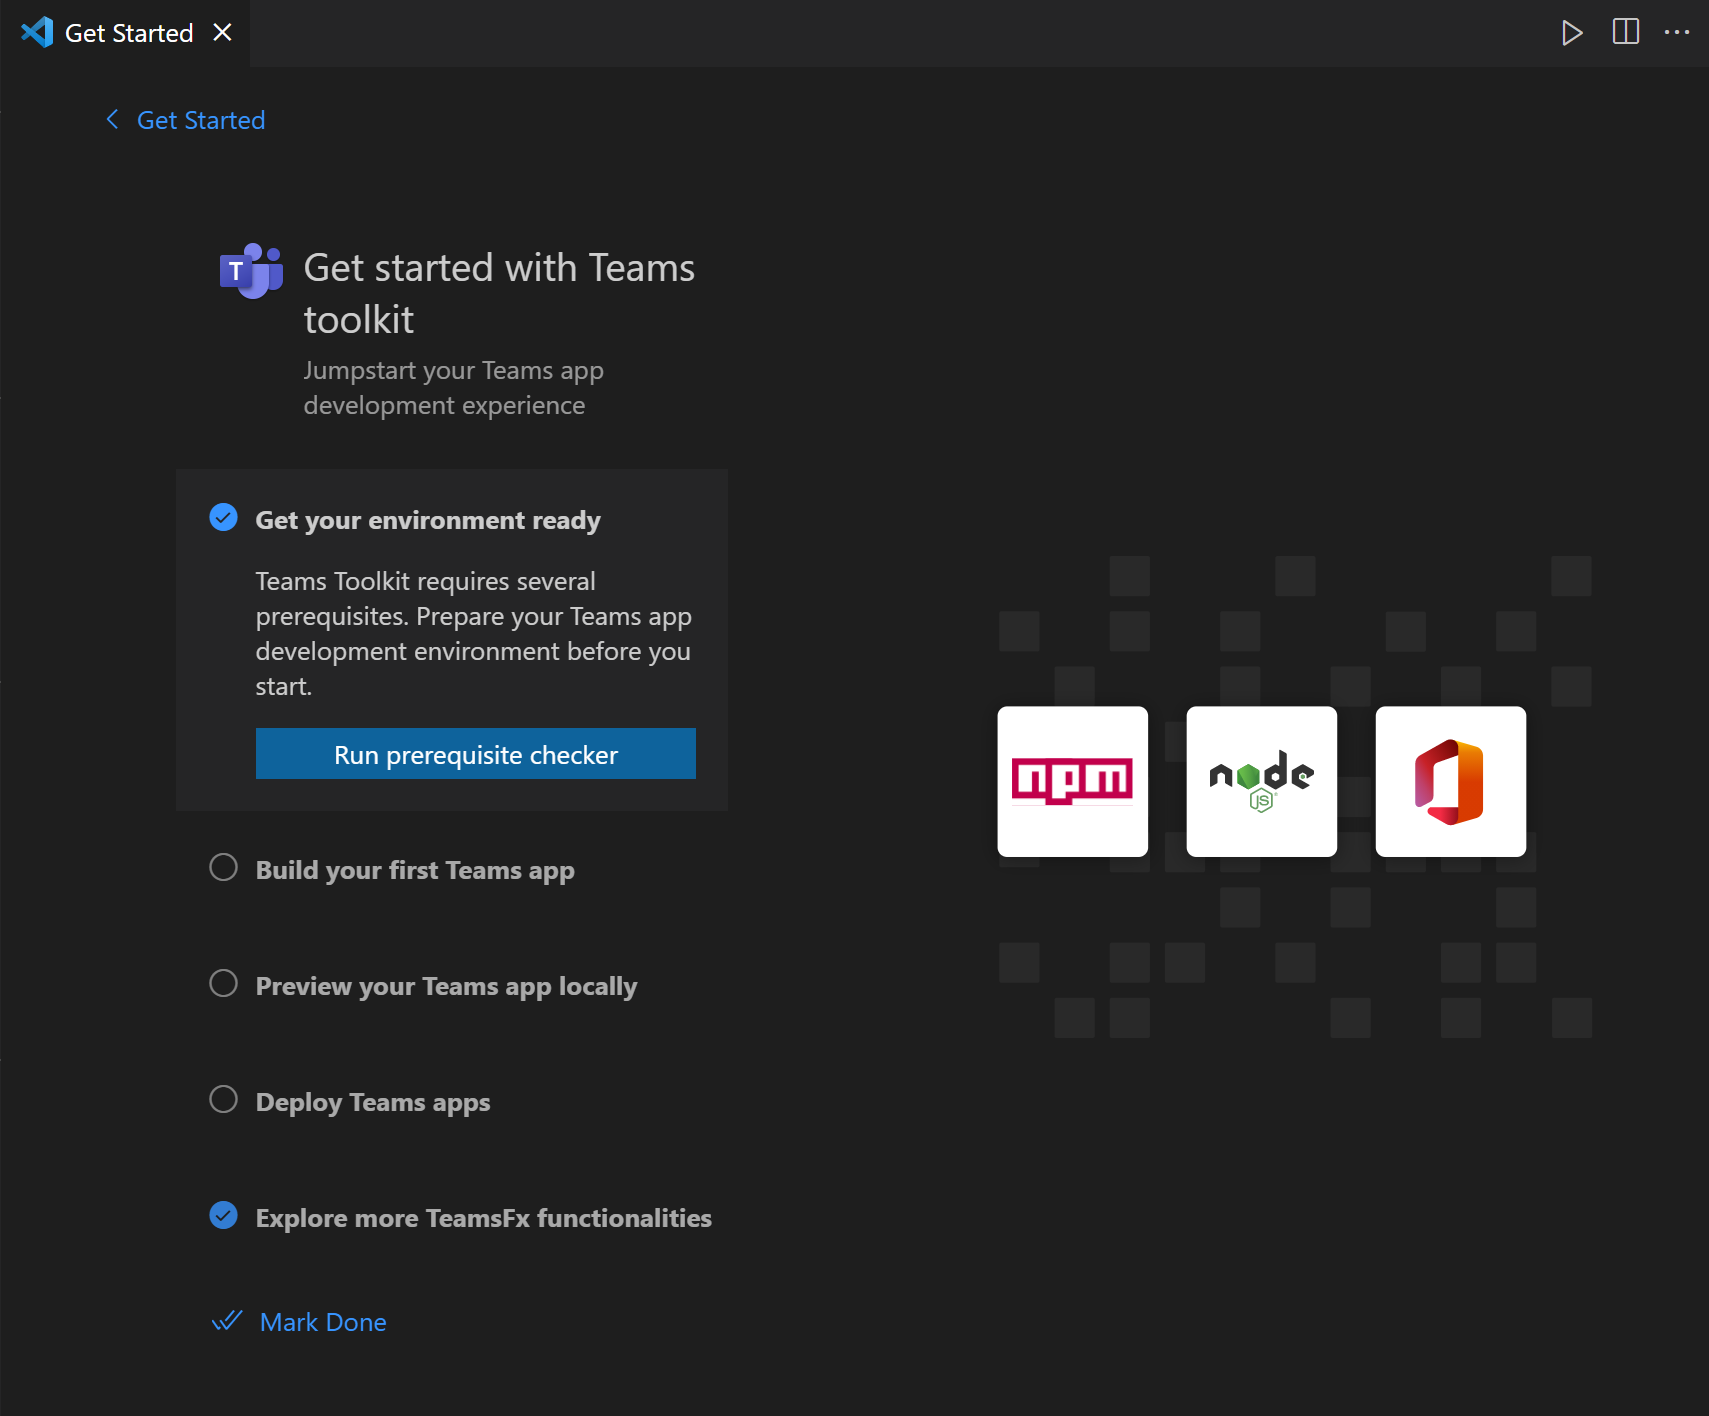 Get Started
Get Started
T
Get started with Teams
toolkit
Jumpstart your Teams app
development experience
Get your environment ready
Teams Toolkit requires several
prerequisites. Prepare your Teams app
development environment before you
start.
Run prerequisite checker
npm
node
JS
Build your first Teams app
Preview your Teams app locally
Deploy Teams apps
Explore more TeamsFx functionalities
Mark Done